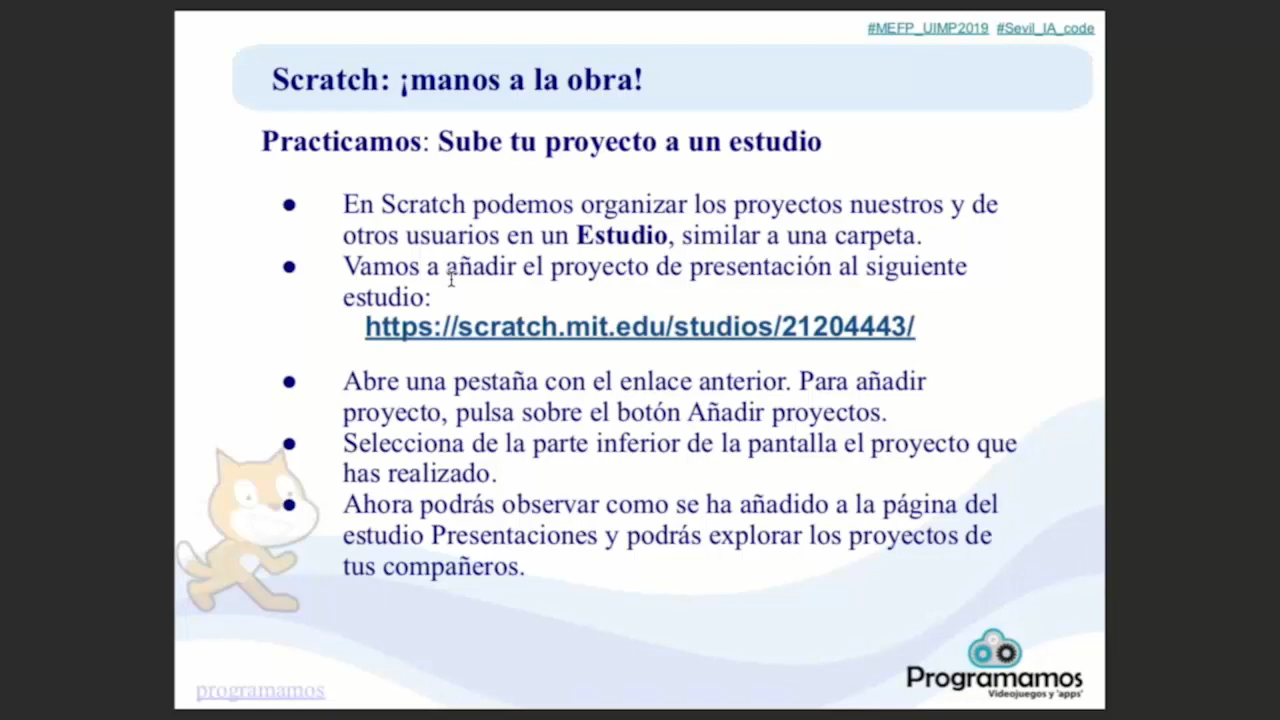 #MEFP_UIMP2019 #Sevil_IA_code
Scratch: ¡manos a la obra!
Practicamos: Sube tu proyecto a un estudio
● En Scratch podemos organizar los proyectos nuestros y de
otros usuarios en un Estudio, similar a una carpeta.
● Vamos a añadir el proyecto de presentación al siguiente
estudio:
https://scratch.mit.edu/studios/21204443/
● Abre una pestaña con el enlace anterior. Para añadir
proyecto, pulsa sobre el botón Añadir proyectos.
● Selecciona de la parte inferior de la pantalla el proyecto que
has realizado.
● Ahora podrás observar como se ha añadido a la página del
estudio Presentaciones y podrás explorar los proyectos de
tus compañeros.
Programamos
Videojuegos y 'apps'
programamos